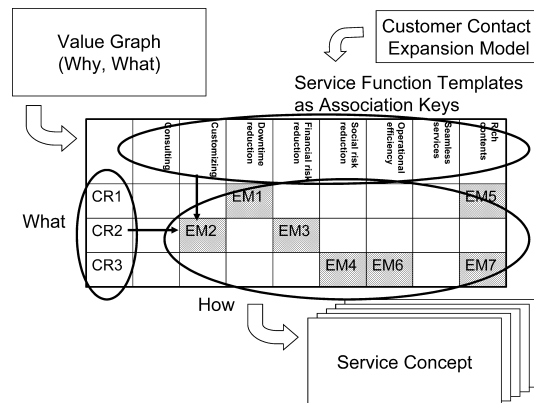 Value Graph
(Why, What)
Customer Contact
Expansion Model
Service Function Templates
as Association Keys
Consulting
Customizing
Downtime
reduction
Financial risk
reduction
Social risk
reduction
Operational
efficiency
Seamless
services
Rich
contents
What
CR1
EM1
EM5
CR2
EM2
EM3
CR3
EM4
EM6
EM7
How
Service Concept